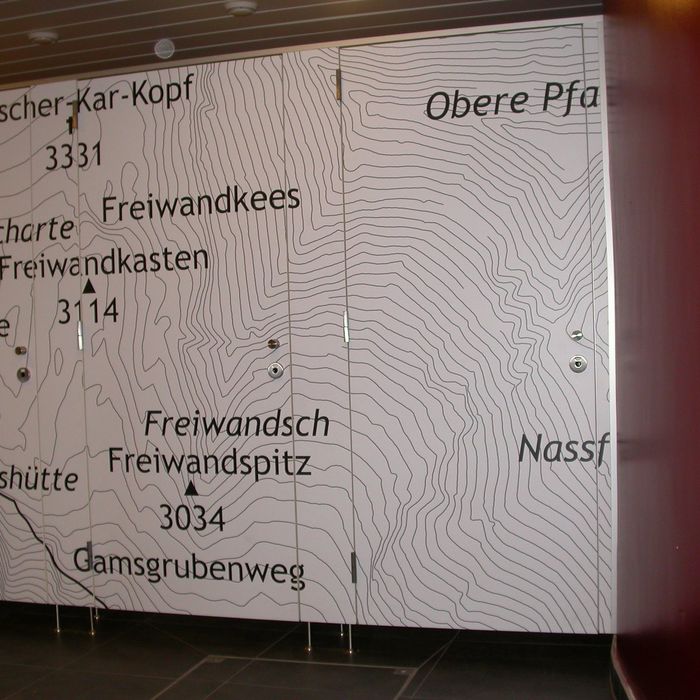 scher-Kar-Kopf
Obere Pfa
3331
Freiwandkees
charte
Freiwandkasten
3114
e
Freiwandsch
Freiwandspitz
Nassf
shütte
3034
Gamsgrubenweg